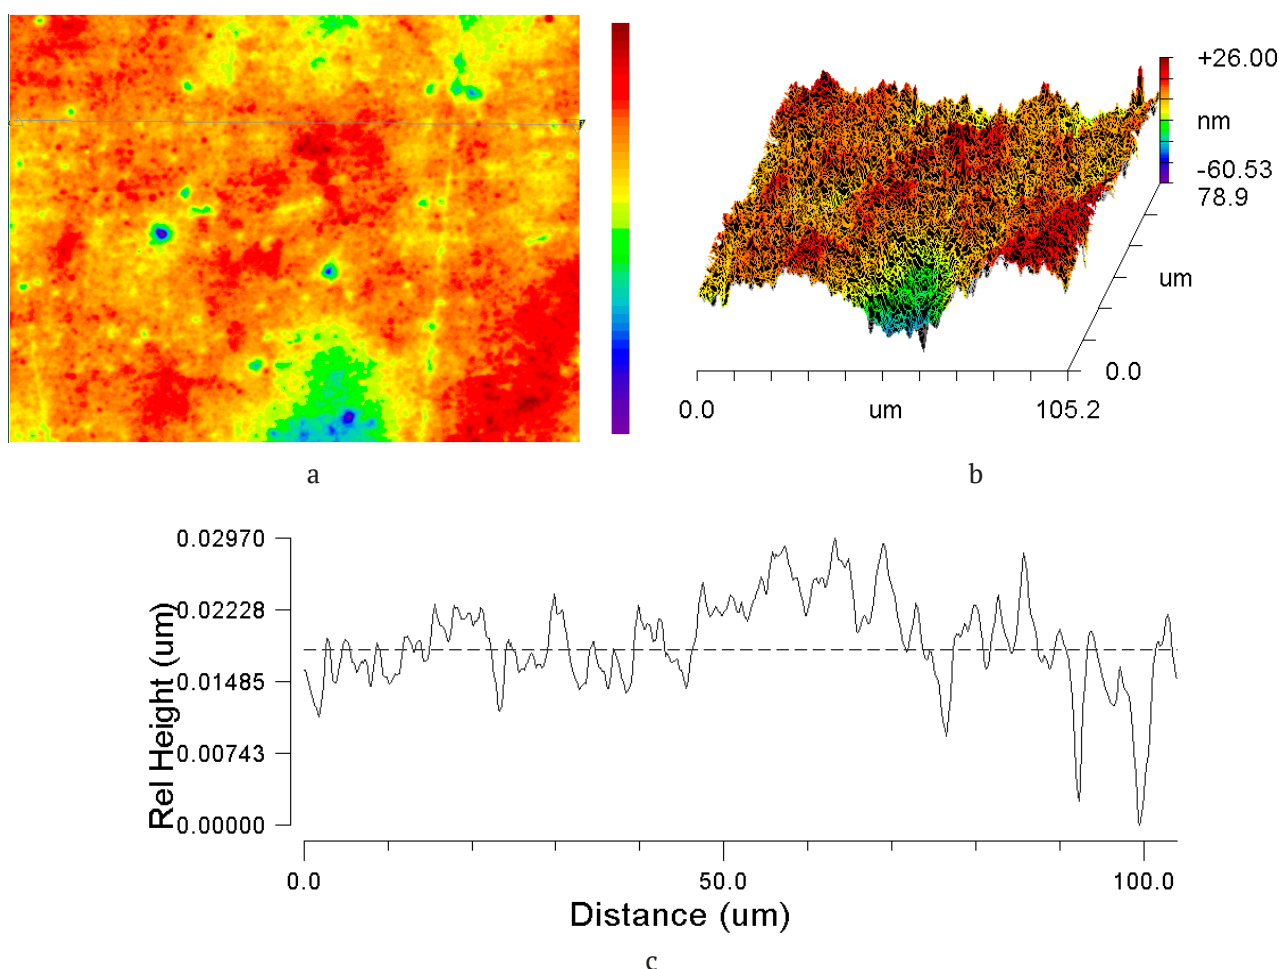 +26.00
nm
-60.53
78.9
um
0.0
0.0 um 105.2
a b
0.02970
0.02228
0.01485
0.00743
0.00000
Rel Height (um)
0.0 50.0 100.0
Distance (um)
c